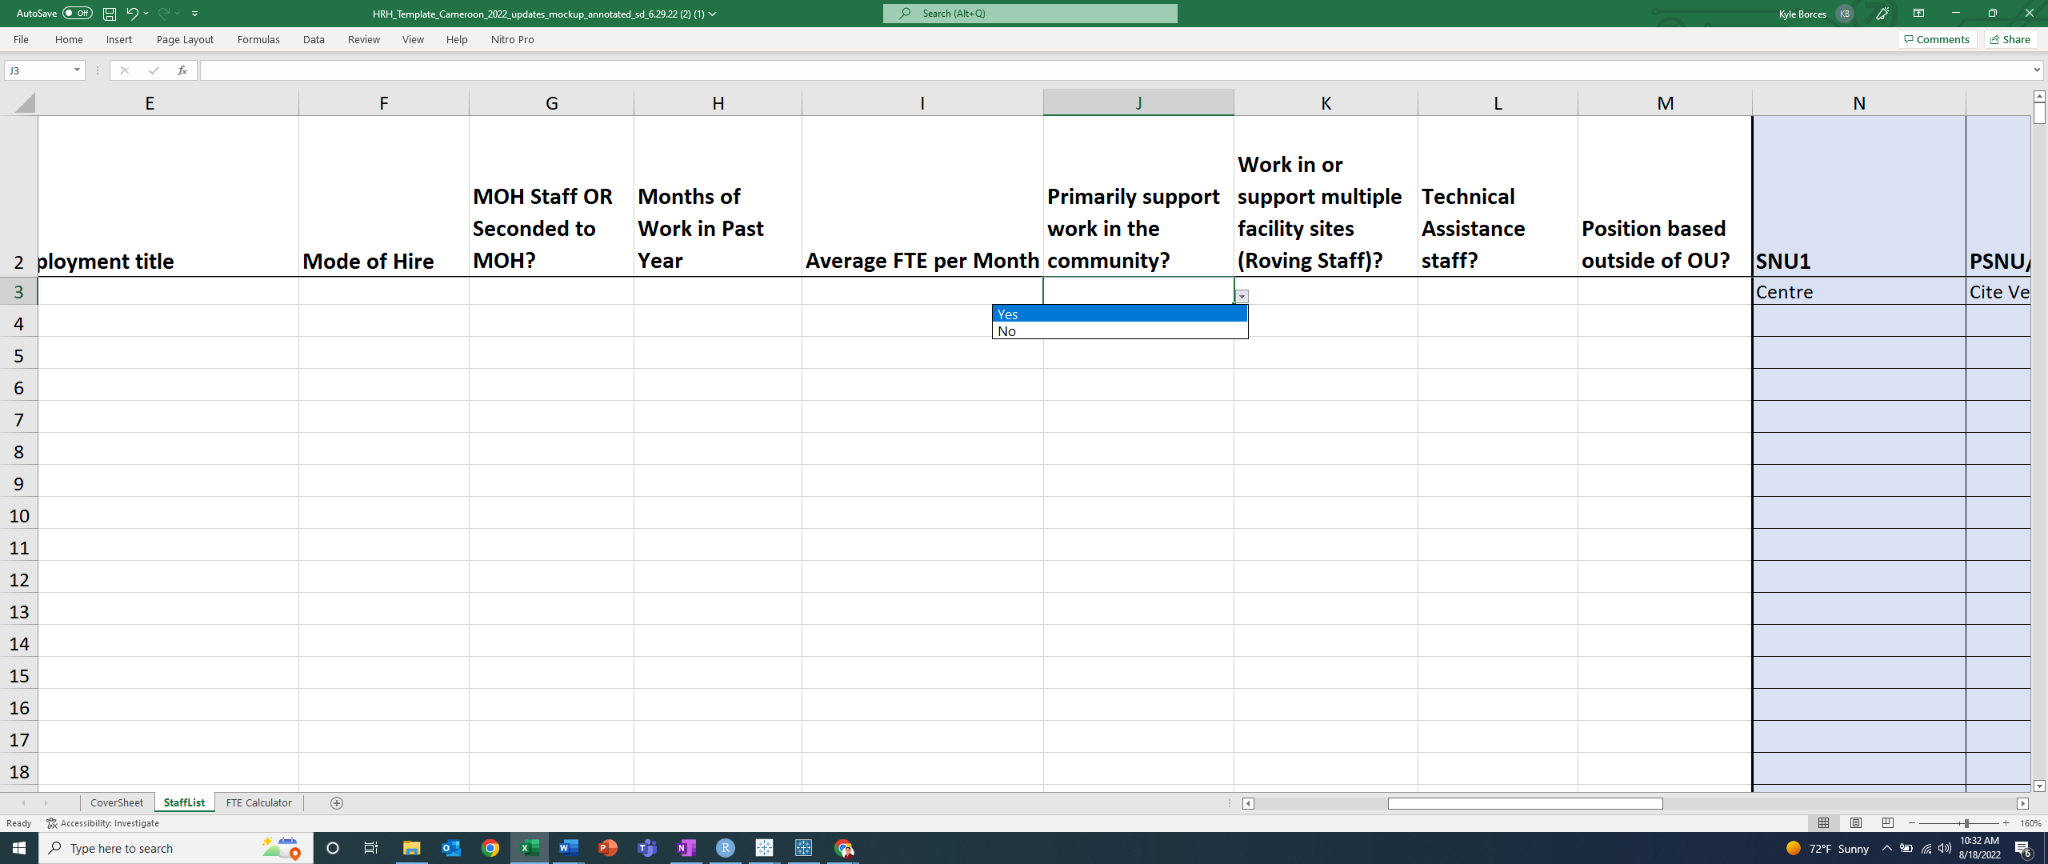 AutoSave Off
HRH_Template_Cameroon_2022_updates_mockup_annotated_sd_6.29.22 (2) (1)
Search (Alt+Q)
Kyle Borces KB
File Home Insert Page Layout Formulas Data Review View Help Nitro Pro
Comments Share
J3
fx
E F G H I J K L M N
2
ployment title
Mode of Hire
MOH Staff OR
Seconded to
MOH?
Months of
Work in Past
Year
Average FTE per Month
Primarily support
work in the
community?
Work in or
support multiple
facility sites
(Roving Staff)?
Technical
Assistance
staff?
Position based
outside of OU?
SNU1
PSNU/
3 Centre Cite Ve
Yes
No
4
5
6
7
8
9
10
11
12
13
14
15
16
17
18
CoverSheet StaffList FTE Calculator
Ready Accessibility: Investigate
160%
Type here to search
72°F Sunny
10:32 AM
8/18/2022
6